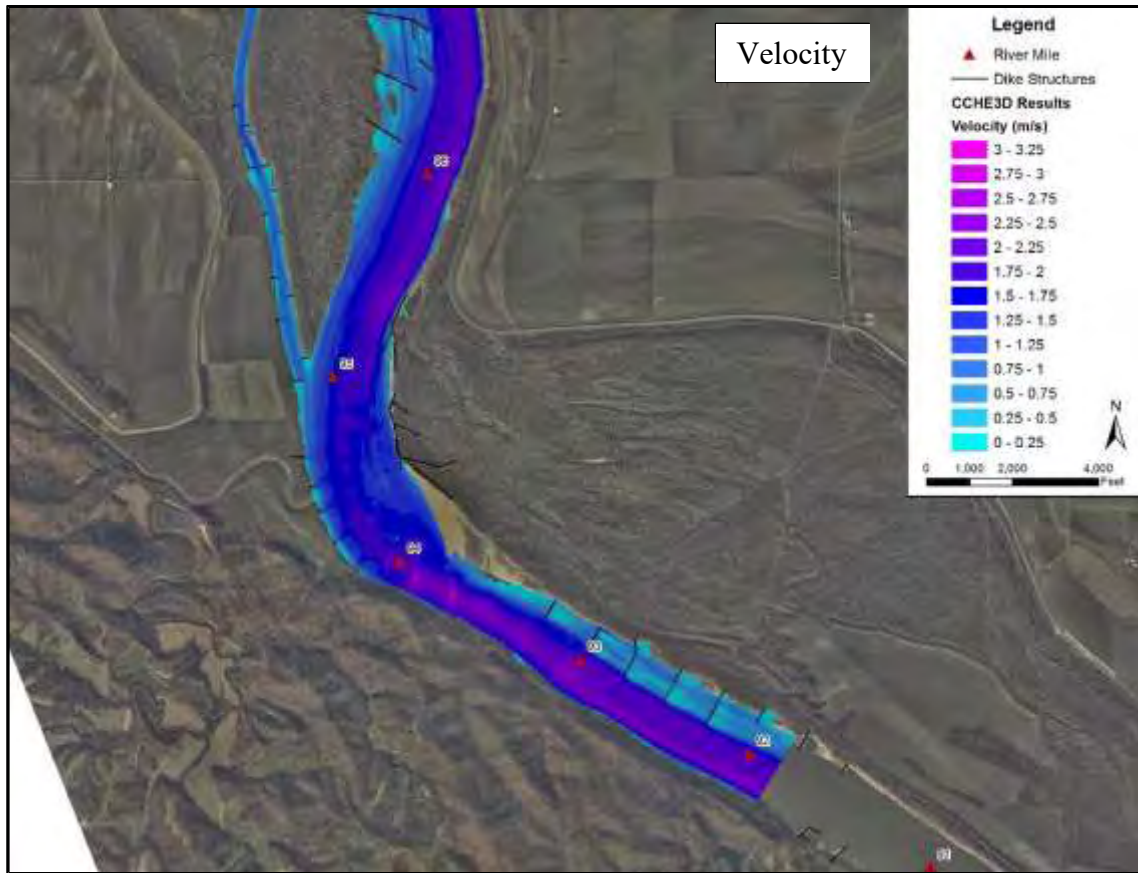 Velocity
Legend
River Mile
Dike Structures
CCHE3D Results
Velocity (m/s)
3 - 3.25
2.75 - 3
2.5 - 2.75
2.25 - 2.5
2 - 2.25
1.75 - 2
1.5 - 1.75
1.25 - 1.5
1 - 1.25
0.75 - 1
0.5 - 0.75
0.25 - 0.5
0 - 0.25
N
0 1,000 2,000 4,000
Feet
94
93
92